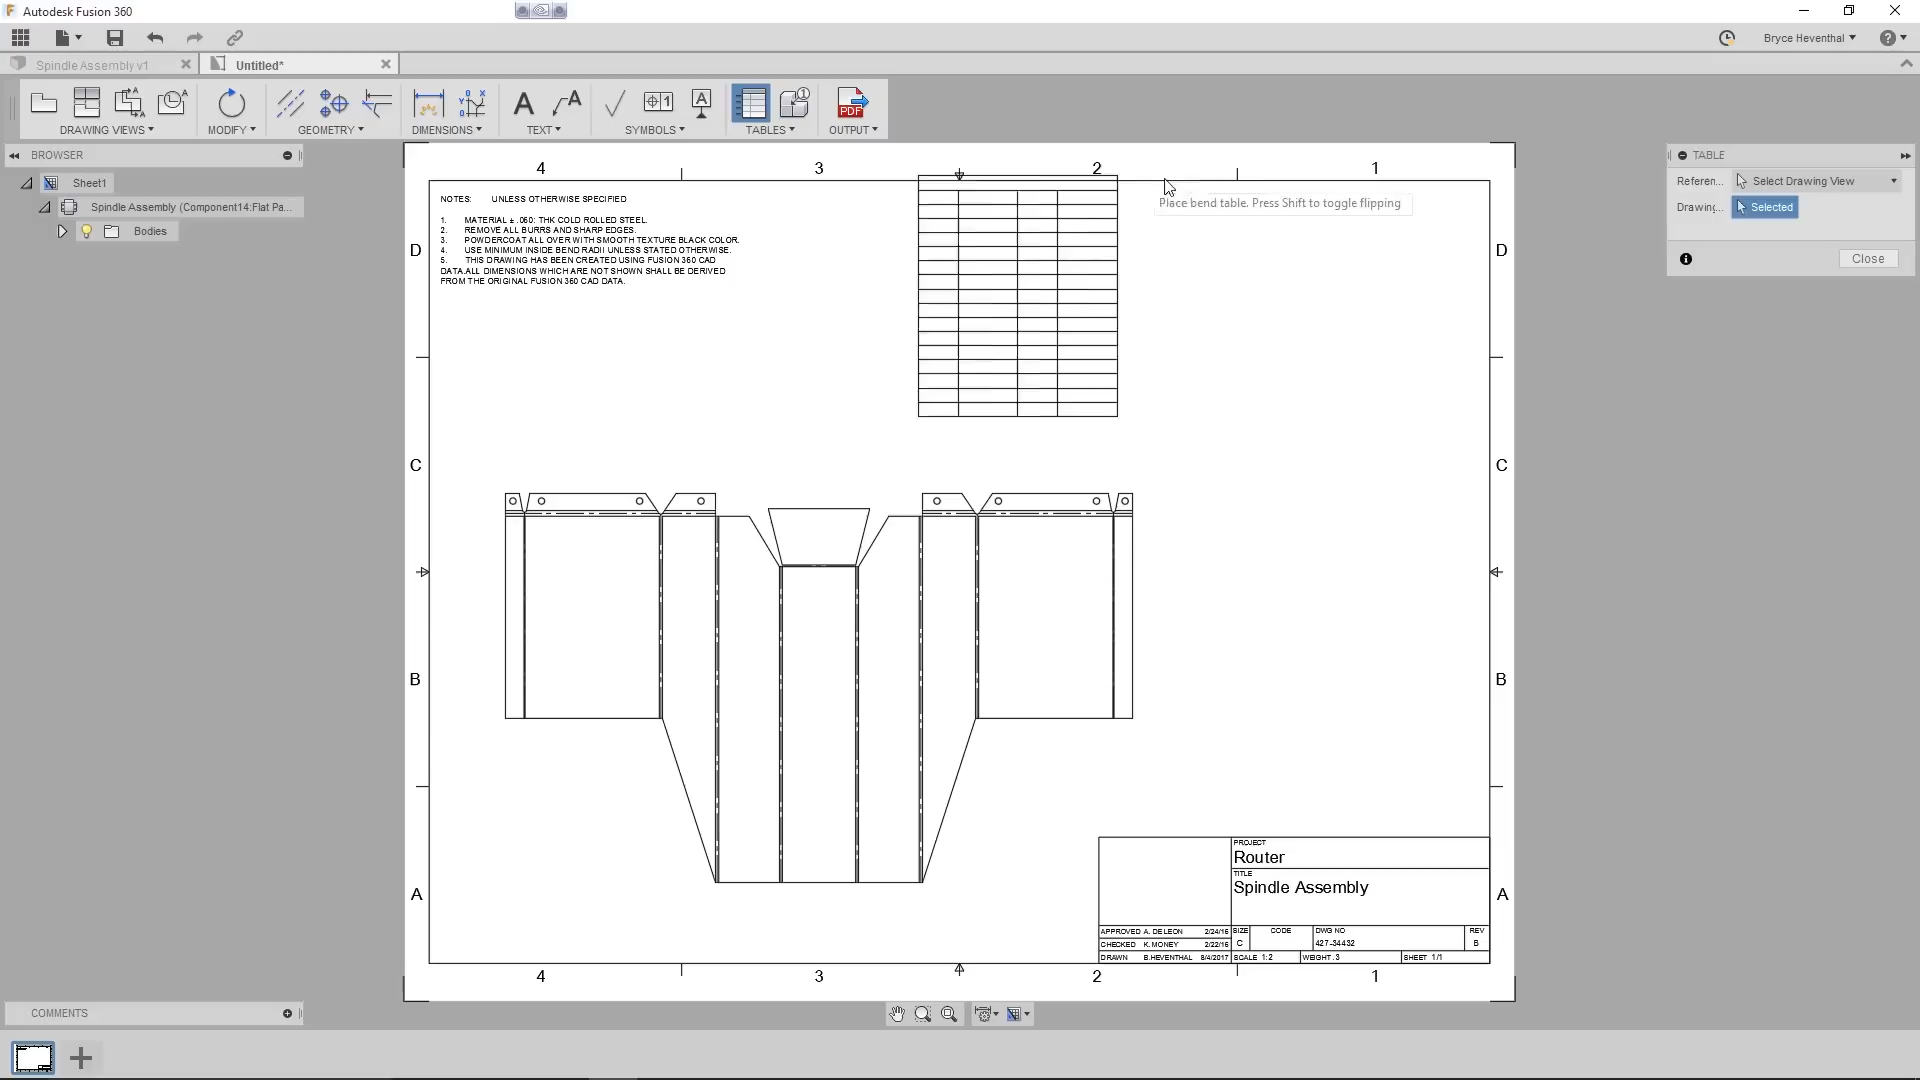 Autodesk Fusion 360
Bryce Heventhal
Spindle Assembly v1
Untitled*
DRAWING VIEWS
MODIFY
GEOMETRY
DIMENSIONS
TEXT
SYMBOLS
TABLES
OUTPUT
BROWSER
Sheet1
Spindle Assembly (Component14:Flat Pa...
Bodies
TABLE
Referen...
Select Drawing View
Drawing...
Selected
Close
4 3 2 1
D D
C C
B B
A A
NOTES: UNLESS OTHERWISE SPECIFIED
1. MATERIAL ± .060: THK COLD ROLLED STEEL.
2. REMOVE ALL BURRS AND SHARP EDGES.
3. POWDERCOAT ALL OVER WITH SMOOTH TEXTURE BLACK COLOR.
4. USE MINIMUM INSIDE BEND RADII UNLESS STATED OTHERWISE.
5. THIS DRAWING HAS BEEN CREATED USING FUSION 360 CAD
DATA.ALL DIMENSIONS WHICH ARE NOT SHOWN SHALL BE DERIVED
FROM THE ORIGINAL FUSION 360 CAD DATA.
Place bend table. Press Shift to toggle flipping
PROJECT
Router
TITLE
Spindle Assembly
APPROVED A. DE LEON 2/24/16
CHECKED K. MONEY 2/22/16
DRAWN B.HEVENTHAL 8/4/2017
SIZE
C
CODE
DWG NO
427-34432
REV
B
SCALE 1:2
WEIGHT .3
SHEET 1/1
4 3 2 1
COMMENTS